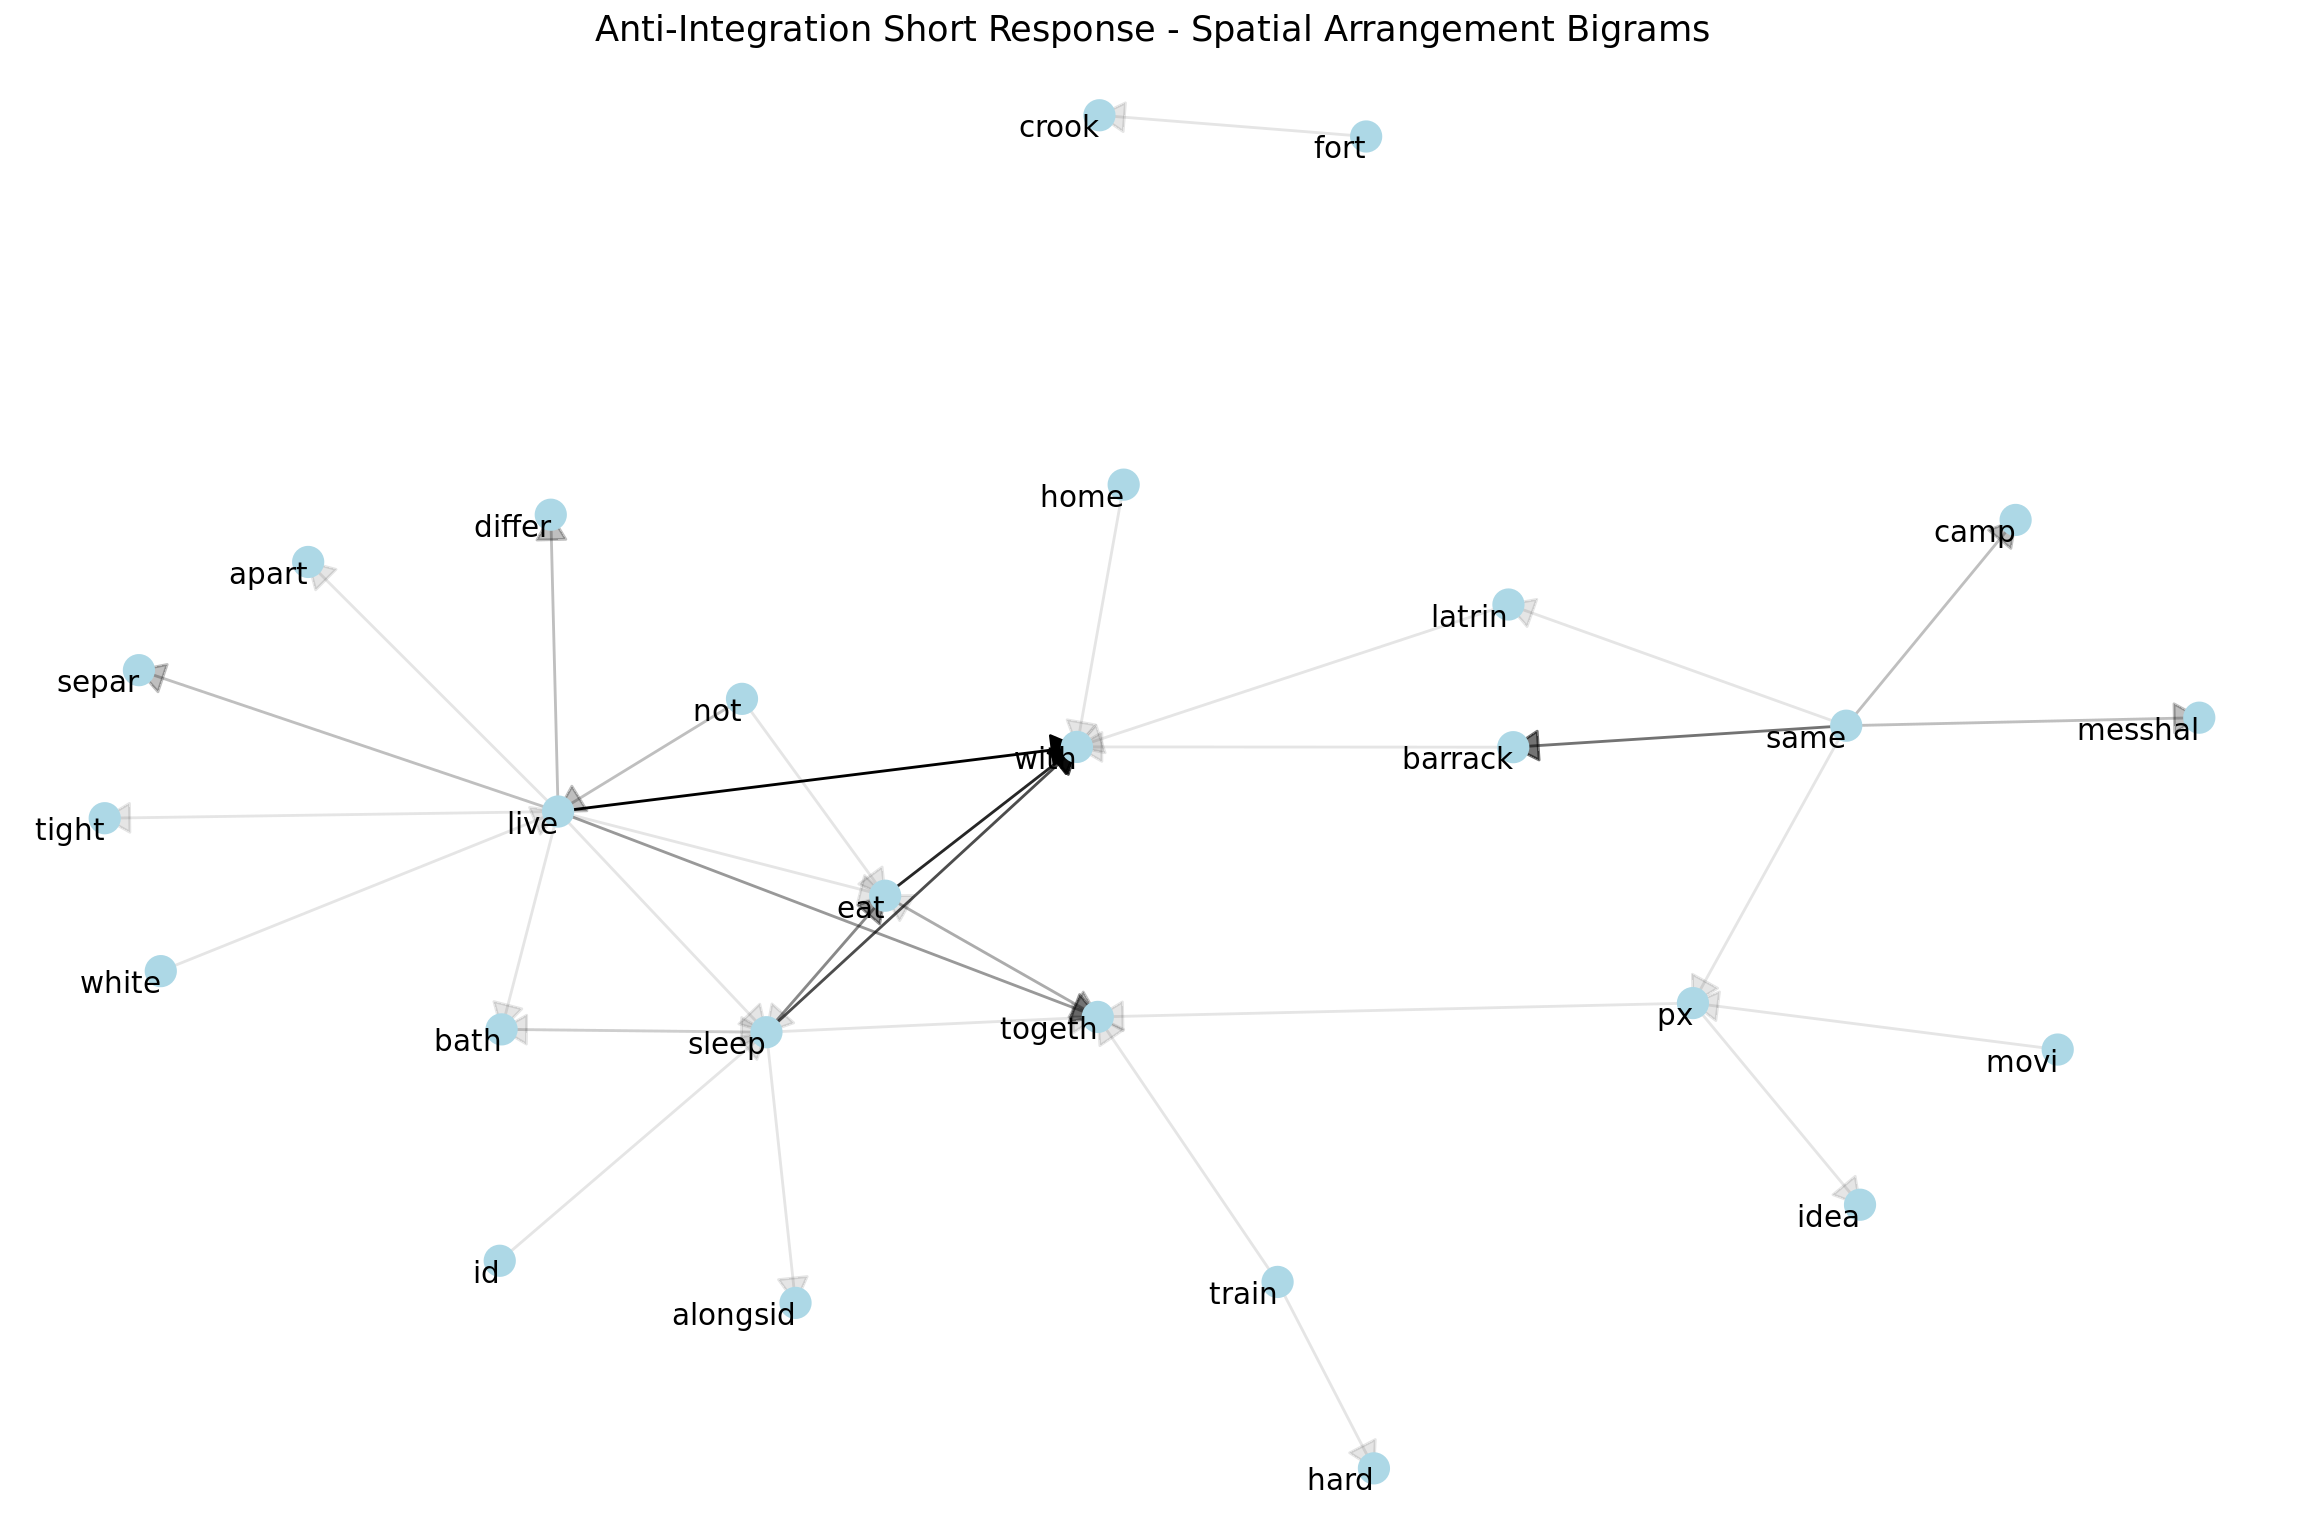 Anti-Integration Short Response - Spatial Arrangement Bigrams
crook
fort
home
differ
camp
apart
latrin
separ
not
messhal
same
with
barrack
live
tight
eat
white
px
togeth
bath
sleep
movi
idea
id
train
alongsid
hard